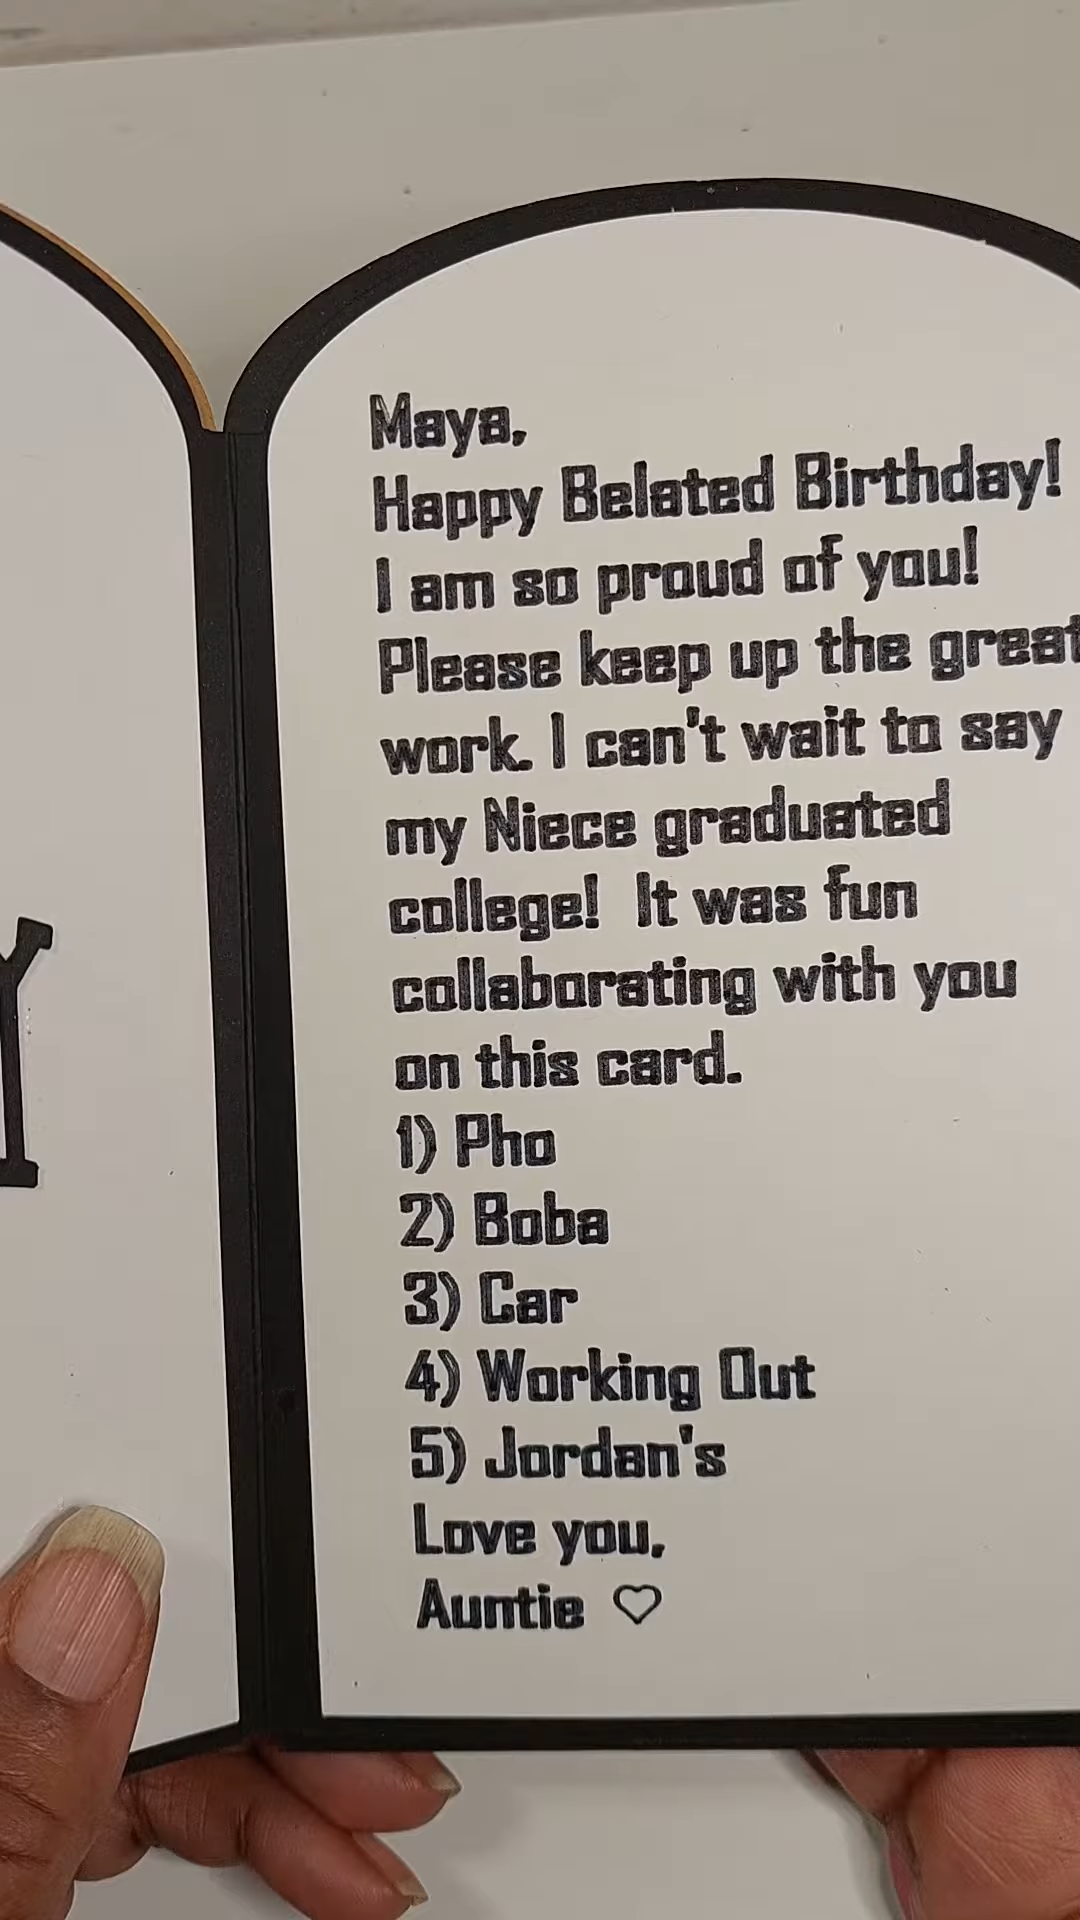 Y
Maya,
Happy Belated Birthday!
I am so proud of you!
Please keep up the great
work. I can't wait to say
my Niece graduated
college!  It was fun
collaborating with you
on this card.
1) Pho
2) Boba
3) Car
4) Working Out
5) Jordan's
Love you,
Auntie ♡